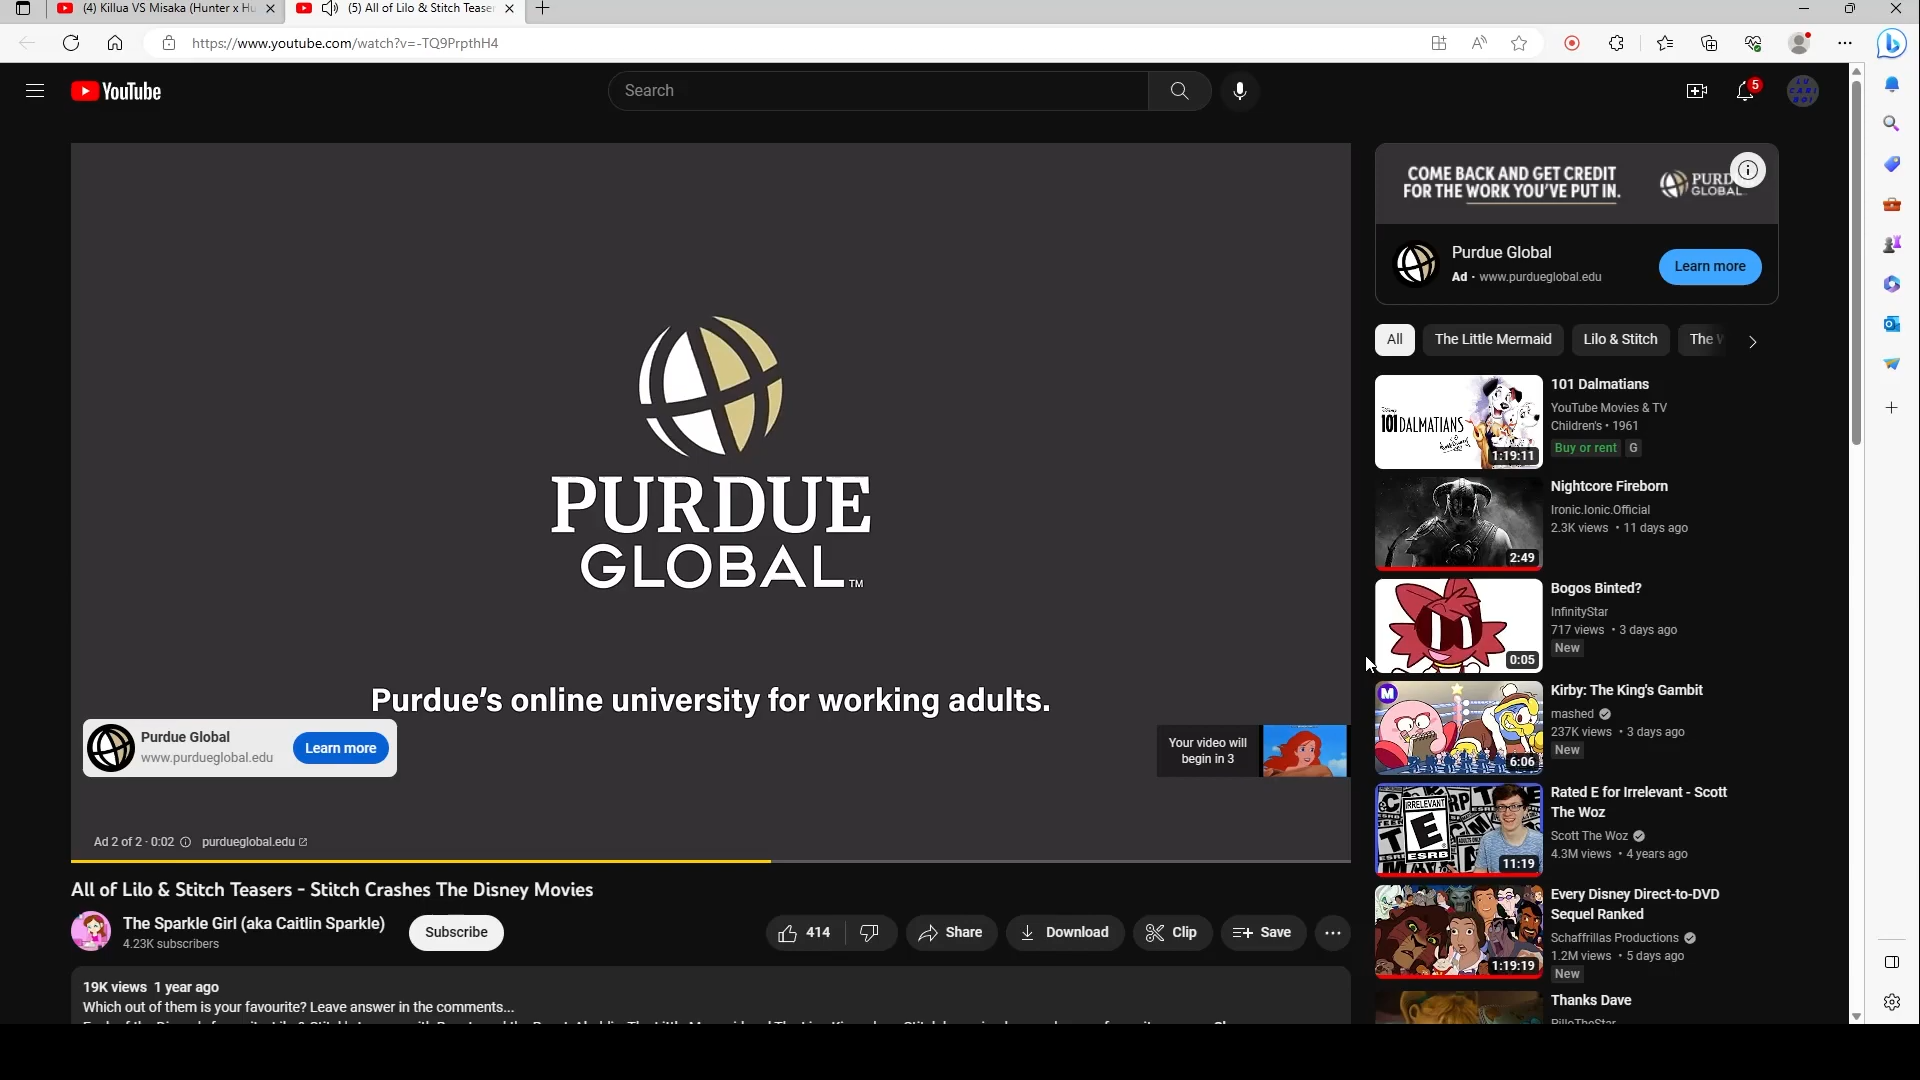 (4) Killua VS Misaka (Hunter x Hu
(5) All of Lilo & Stitch Teaser
https://www.youtube.com/watch?v=-TQ9PrpthH4
YouTube
Search
5
COME BACK AND GET CREDIT
FOR THE WORK YOU'VE PUT IN.
PURD
GLOBAL
Purdue Global
Ad · www.purdueglobal.edu
Learn more
All
The Little Mermaid
Lilo & Stitch
The
PURDUE
GLOBAL™
Purdue's online university for working adults.
Purdue Global
www.purdueglobal.edu
Learn more
Your video will
begin in 3
Ad 2 of 2 · 0:02
purdueglobal.edu
All of Lilo & Stitch Teasers - Stitch Crashes The Disney Movies
The Sparkle Girl (aka Caitlin Sparkle)
4.23K subscribers
Subscribe
414
Share
Download
Clip
Save
19K views 1 year ago
Which out of them is your favourite? Leave answer in the comments...
101 DALMATIANS
1:19:11
101 Dalmatians
YouTube Movies & TV
Children's • 1961
Buy or rent
G
2:49
Nightcore Fireborn
Ironic.Ionic.Official
2.3K views • 11 days ago
0:05
Bogos Binted?
InfinityStar
717 views • 3 days ago
New
M
6:06
Kirby: The King's Gambit
mashed
237K views • 3 days ago
New
IRRELEVANT
E
ESRB
11:19
Rated E for Irrelevant - Scott
The Woz
Scott The Woz
4.3M views • 4 years ago
1:19:19
Every Disney Direct-to-DVD
Sequel Ranked
Schaffrillas Productions
1.2M views • 5 days ago
New
Thanks Dave